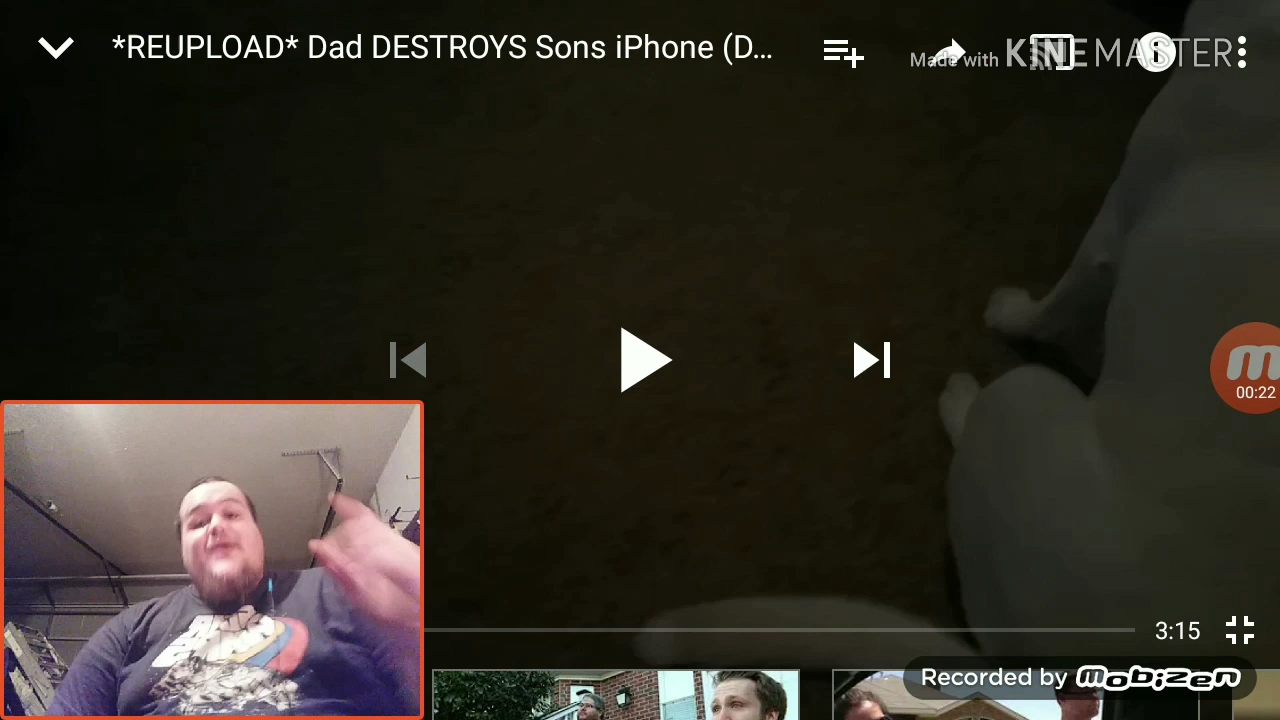 *REUPLOAD* Dad DESTROYS Sons iPhone (D...
Made with KINEMASTER
00:22
3:15
Recorded by mobizen